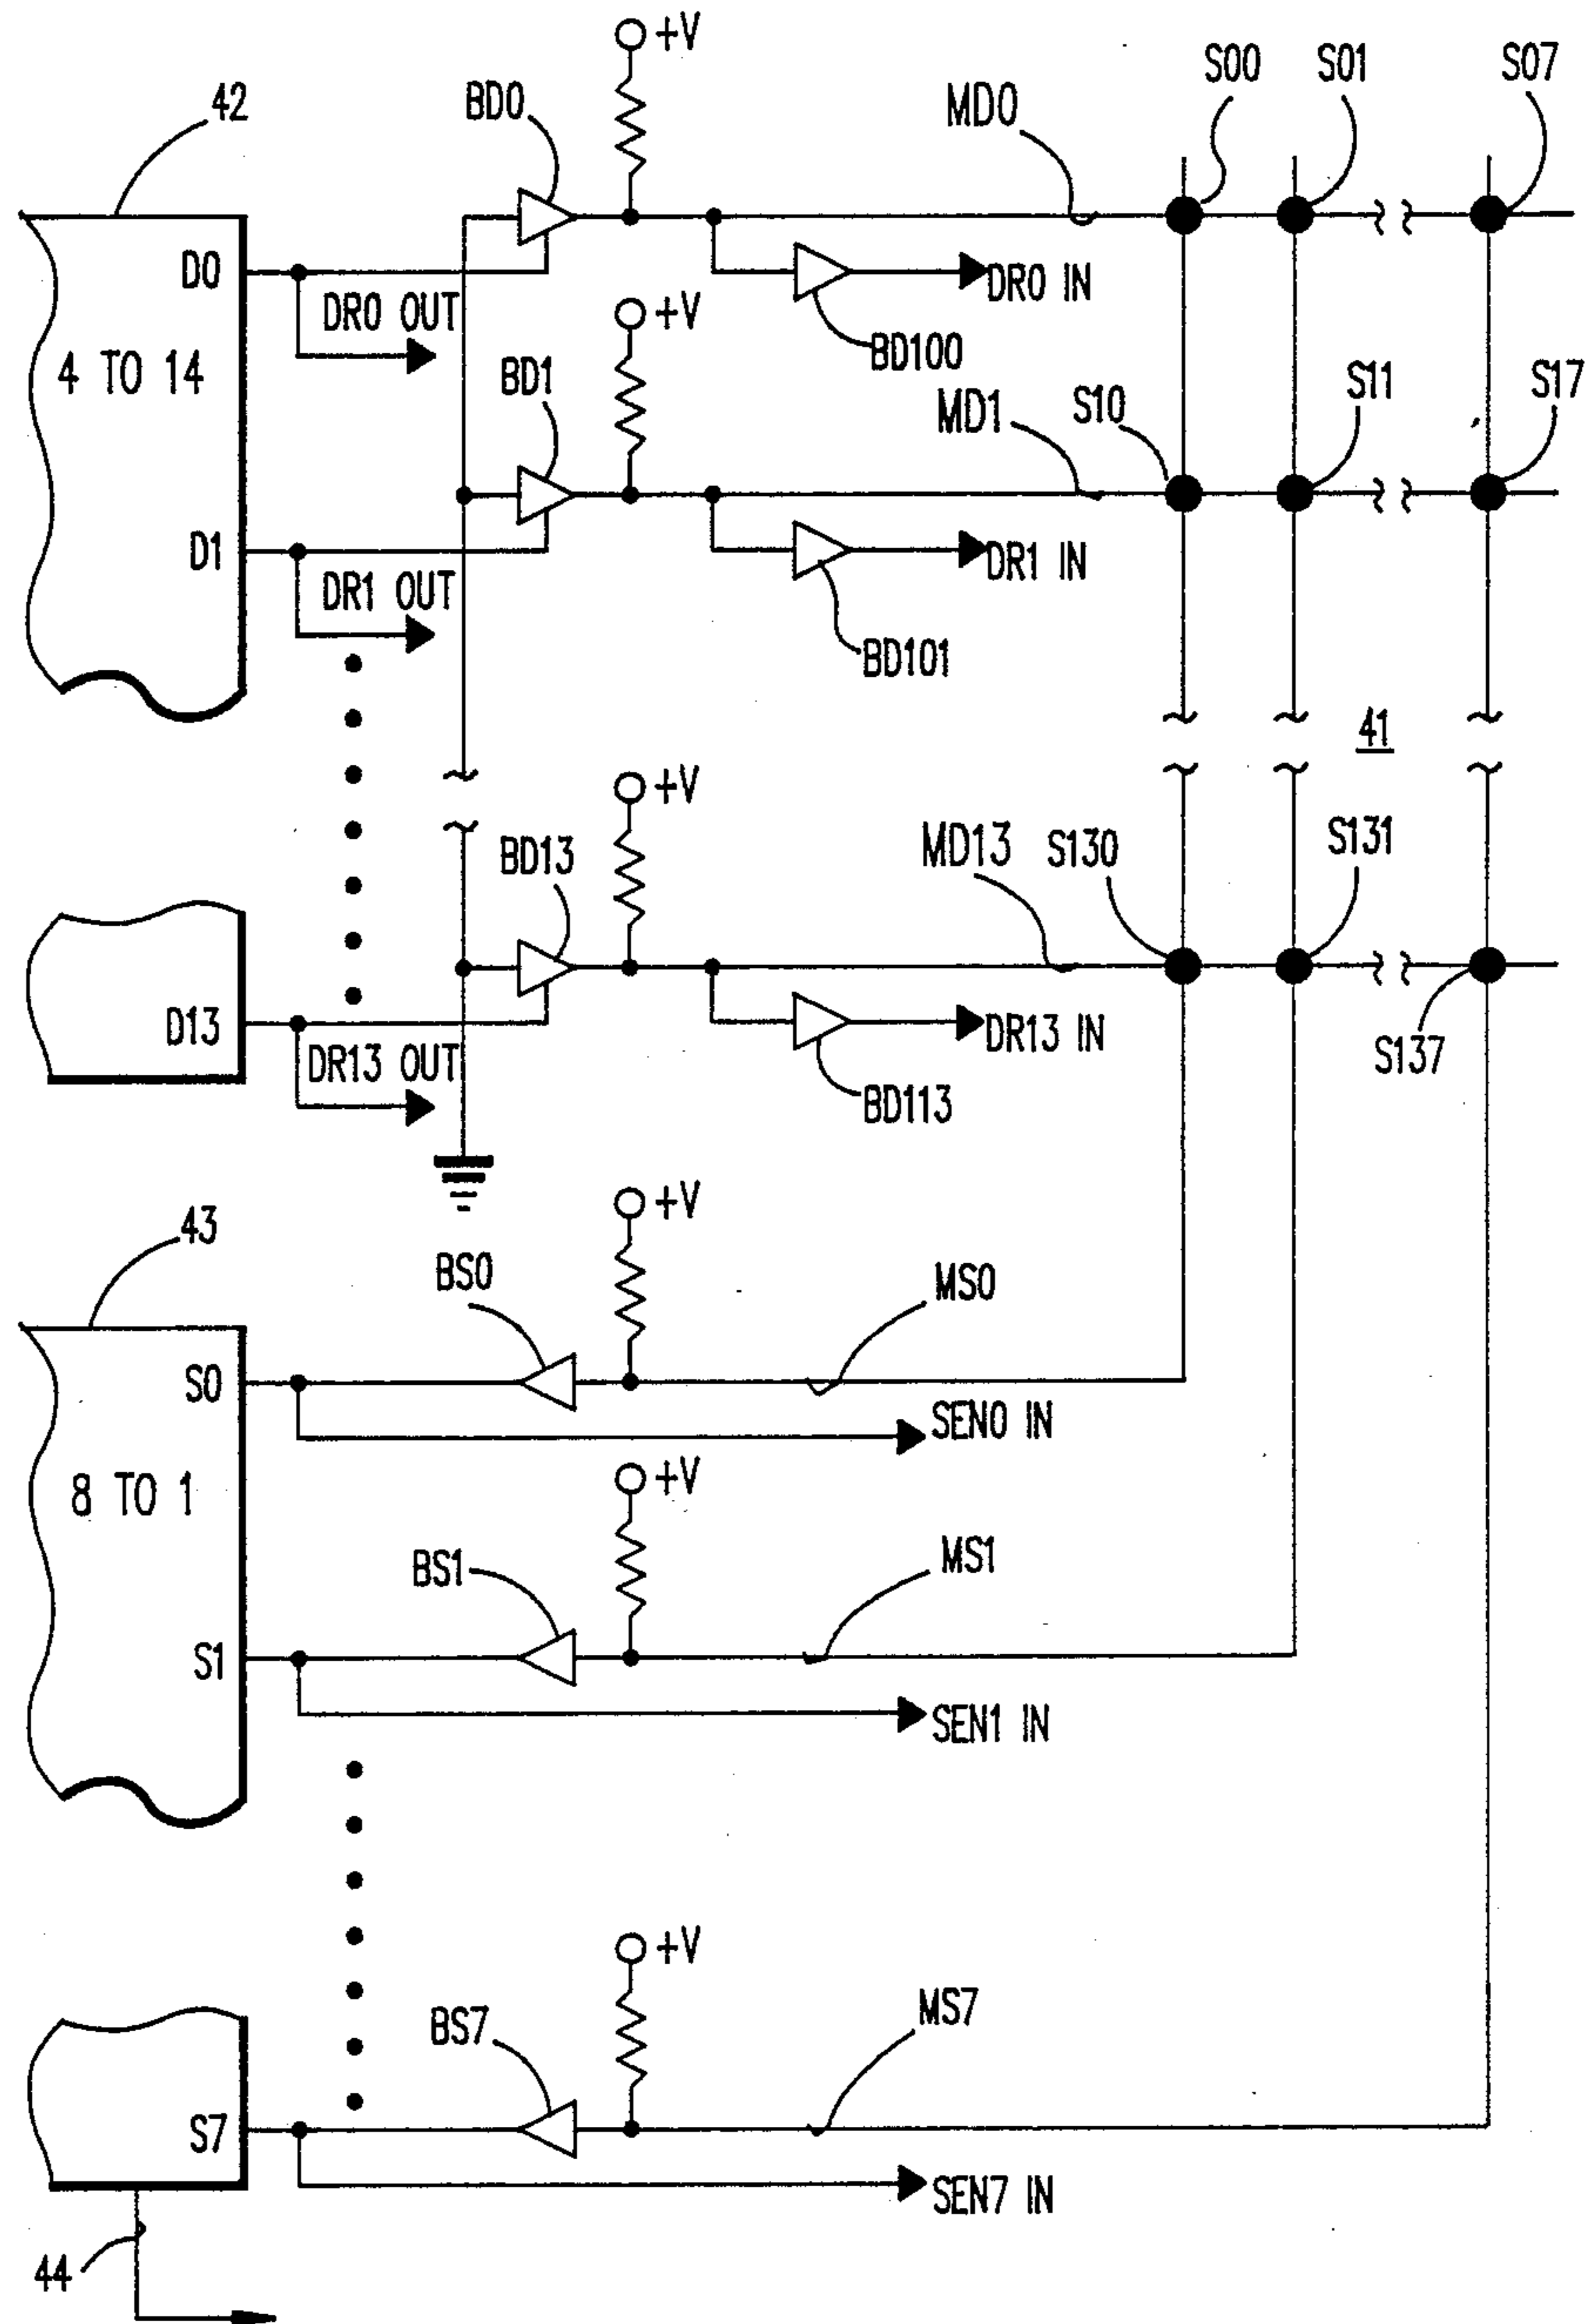 +V
S00 S01 S07
42 BD0 MD0
D0
DR0 OUT
DR0 IN
+V
BD100
4 TO 14
BD1
MD1 S10 S11 S17
D1
DR1 OUT
DR1 IN
BD101
41
+V
BD13
MD13 S130 S131
D13
DR13 OUT
DR13 IN
S137
BD113
+V
43
BS0 MS0
S0
SEN0 IN
8 TO 1
+V
BS1 MS1
S1
SEN1 IN
+V
BS7 MS7
S7
SEN7 IN
44